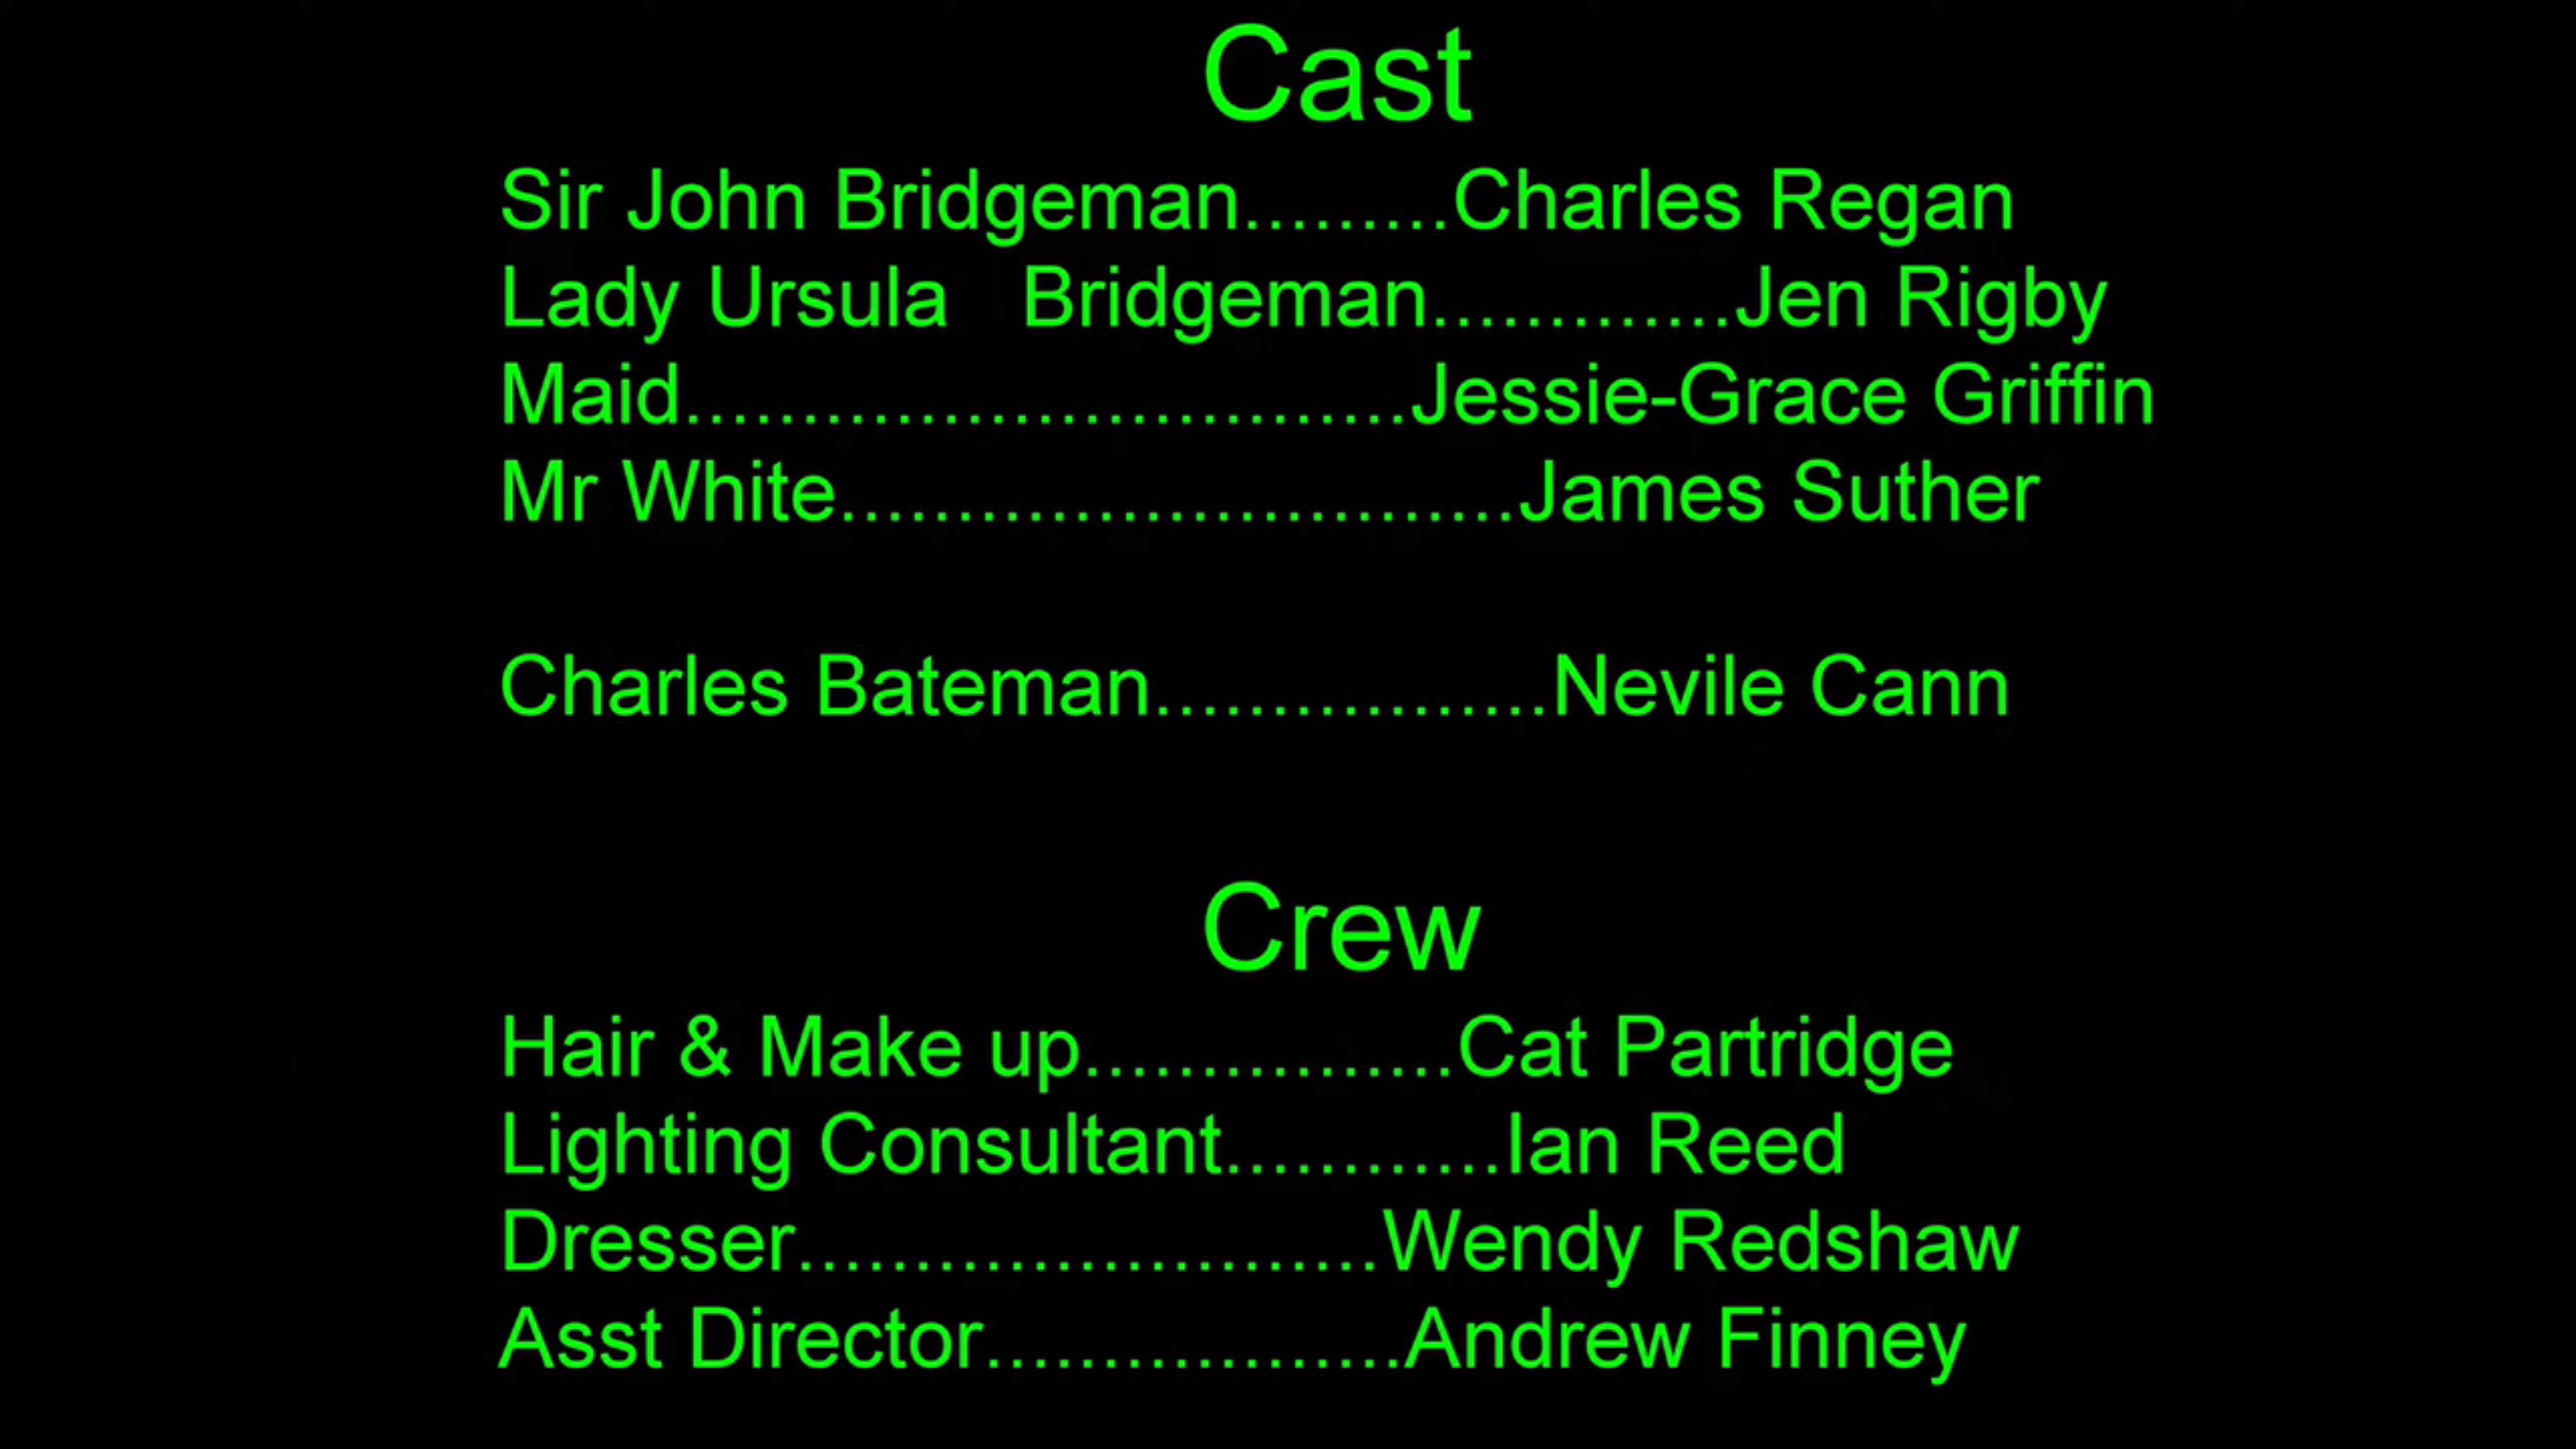 Cast
Sir John Bridgeman.........Charles Regan
Lady Ursula   Bridgeman.............Jen Rigby
Maid...............................Jessie-Grace Griffin
Mr White.............................James Suther
Charles Bateman.................Nevile Cann
Crew
Hair & Make up................Cat Partridge
Lighting Consultant............Ian Reed
Dresser.........................Wendy Redshaw
Asst Director..................Andrew Finney